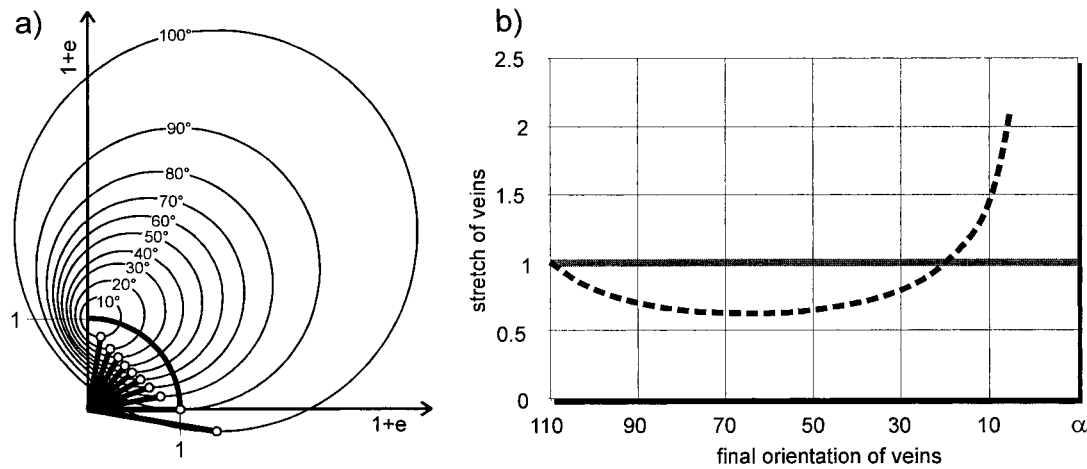 a)
1+e
100°
90°
80°
70°
60°
50°
40°
30°
20°
10°
1
1
1+e
b)
stretch of veins
2.5
2
1.5
1
0.5
0
110 90 70 50 30 10 α
final orientation of veins